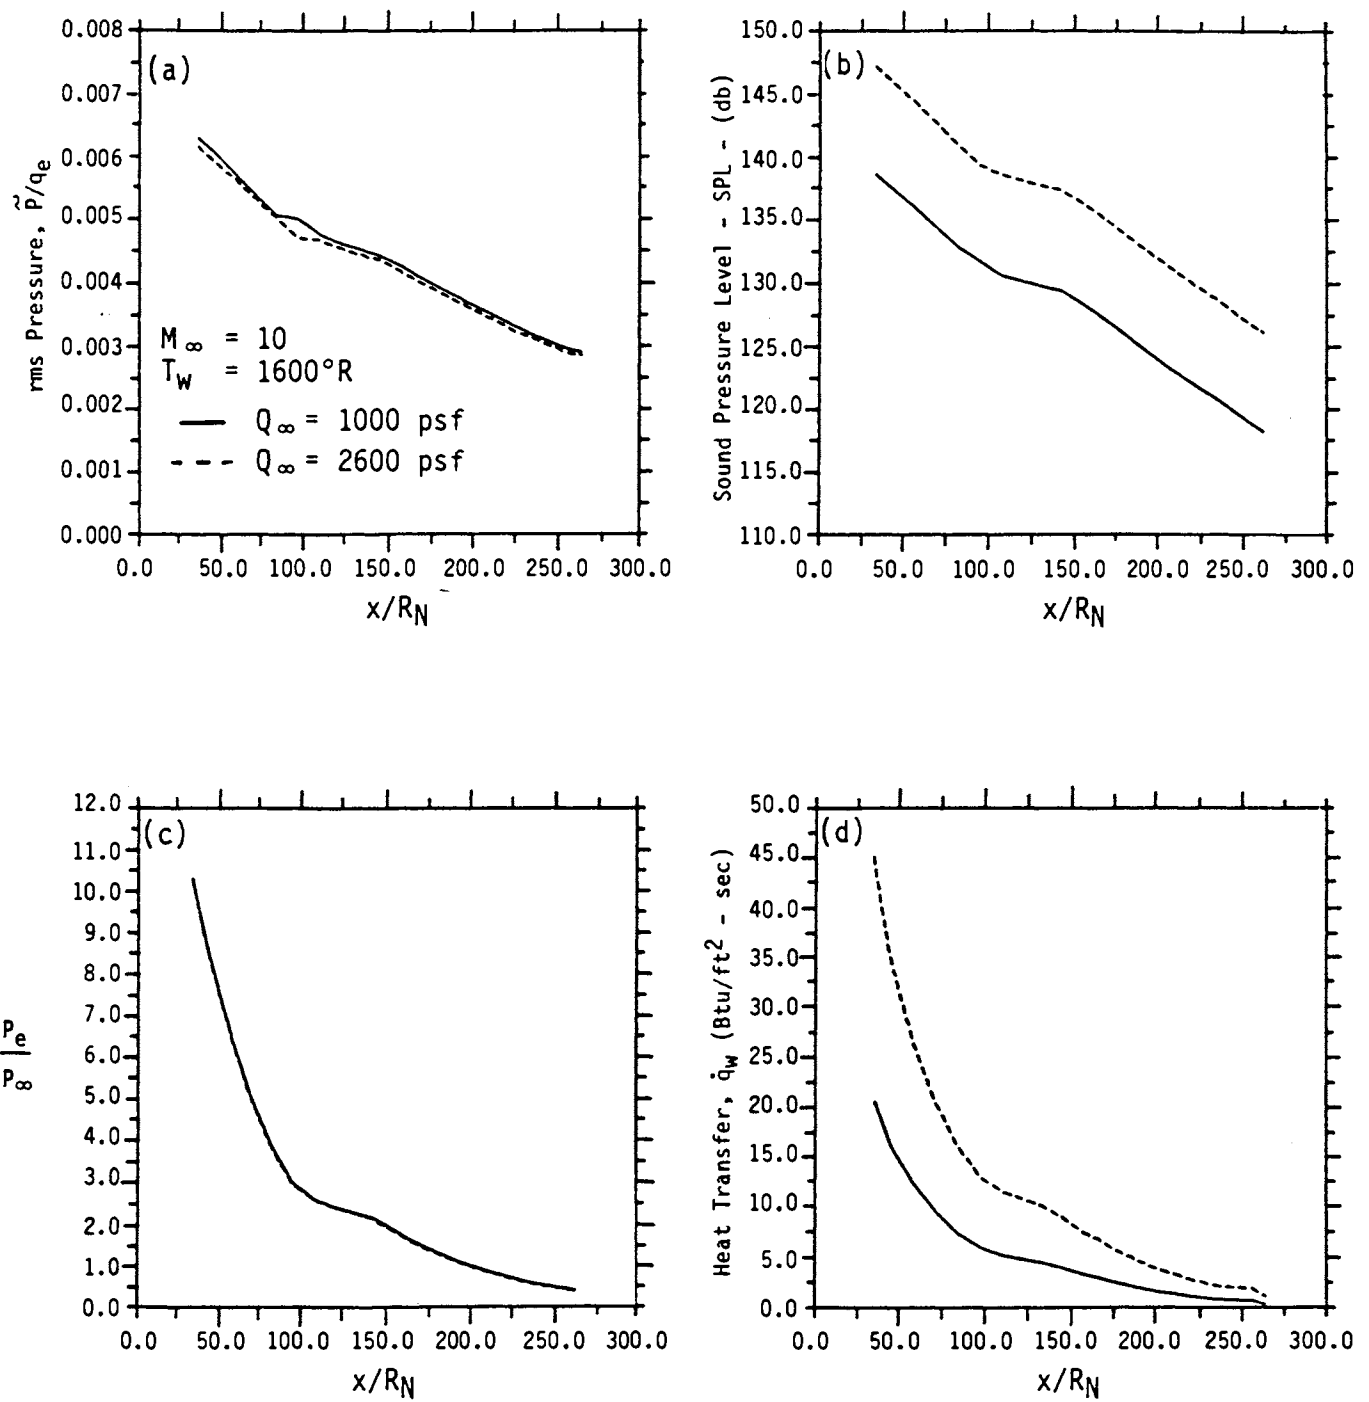 (a)
rms Pressure, P̃/qe
0.008
0.007
0.006
0.005
0.004
0.003
0.002
0.001
0.000
M∞ = 10
Tw = 1600°R
Q∞ = 1000 psf
Q∞ = 2600 psf
0.0 50.0 100.0 150.0 200.0 250.0 300.0
x/RN
(b)
Sound Pressure Level - SPL - (db)
150.0
145.0
140.0
135.0
130.0
125.0
120.0
115.0
110.0
0.0 50.0 100.0 150.0 200.0 250.0 300.0
x/RN
(c)
Pe
P∞
12.0
11.0
10.0
9.0
8.0
7.0
6.0
5.0
4.0
3.0
2.0
1.0
0.0
0.0 50.0 100.0 150.0 200.0 250.0 300.0
x/RN
(d)
Heat Transfer, q̇w (Btu/ft2 - sec)
50.0
45.0
40.0
35.0
30.0
25.0
20.0
15.0
10.0
5.0
0.0
0.0 50.0 100.0 150.0 200.0 250.0 300.0
x/RN